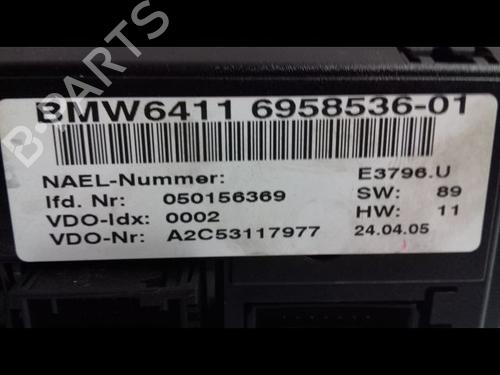 B-PARTS
BMW6411 6958536-01
NAEL-Nummer: E3796.U
lfd. Nr: 050156369 SW: 89
VDO-Idx: 0002 HW: 11
VDO-Nr: A2C53117977 24.04.05